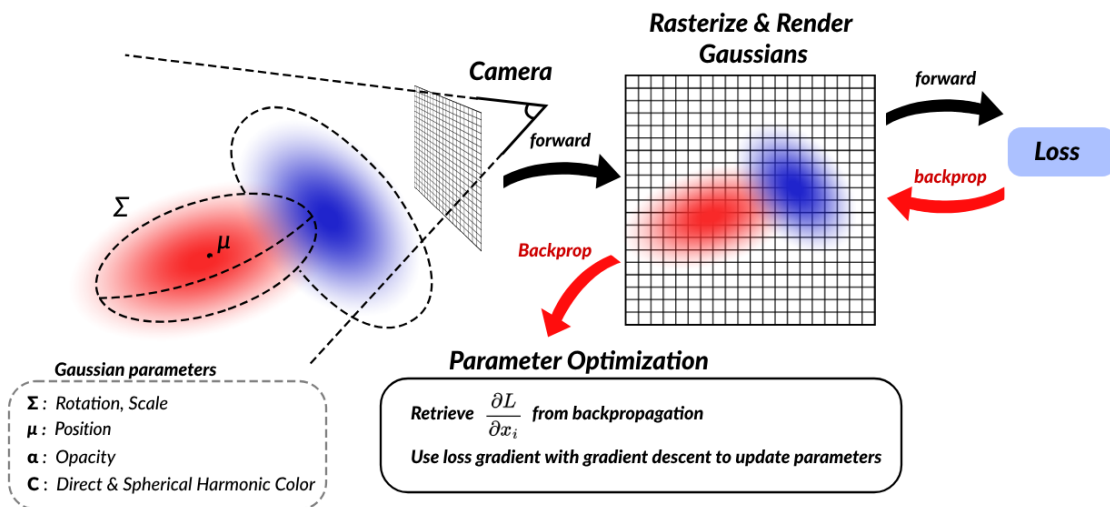 Rasterize & Render
Gaussians
Camera
forward
forward
Loss
backprop
Σ
μ
Backprop
Parameter Optimization
Retrieve ∂L/∂xᵢ from backpropagation
Use loss gradient with gradient descent to update parameters
Gaussian parameters
Σ : Rotation, Scale
μ : Position
α : Opacity
C : Direct & Spherical Harmonic Color